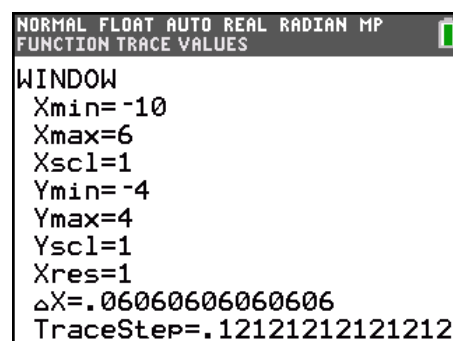 NORMAL FLOAT AUTO REAL RADIAN MP
FUNCTION TRACE VALUES
WINDOW
Xmin=-10
Xmax=6
Xscl=1
Ymin=-4
Ymax=4
Yscl=1
Xres=1
△X=.06060606060606
TraceStep=.12121212121212